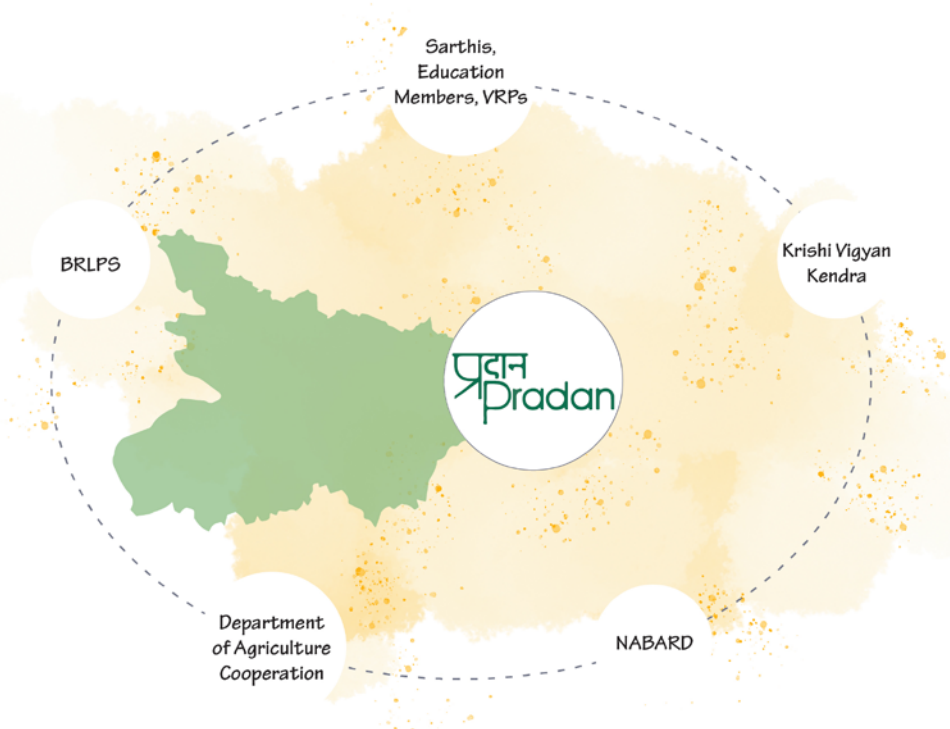 Sarthis,
Education
Members, VRPs
BRLPS
Krishi Vigyan
Kendra
प्रदान
Pradan
Department
of Agriculture
Cooperation
NABARD